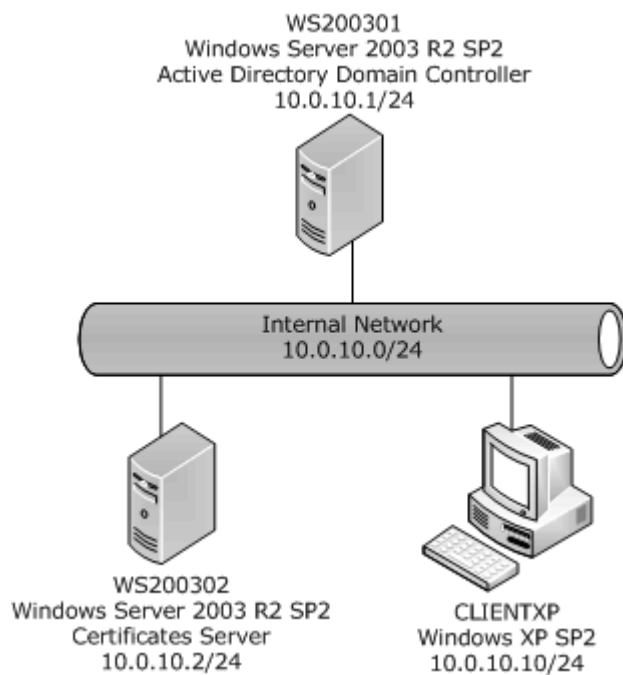 WS200301
Windows Server 2003 R2 SP2
Active Directory Domain Controller
10.0.10.1/24
Internal Network
10.0.10.0/24
WS200302
Windows Server 2003 R2 SP2
Certificates Server
10.0.10.2/24
CLIENTXP
Windows XP SP2
10.0.10.10/24